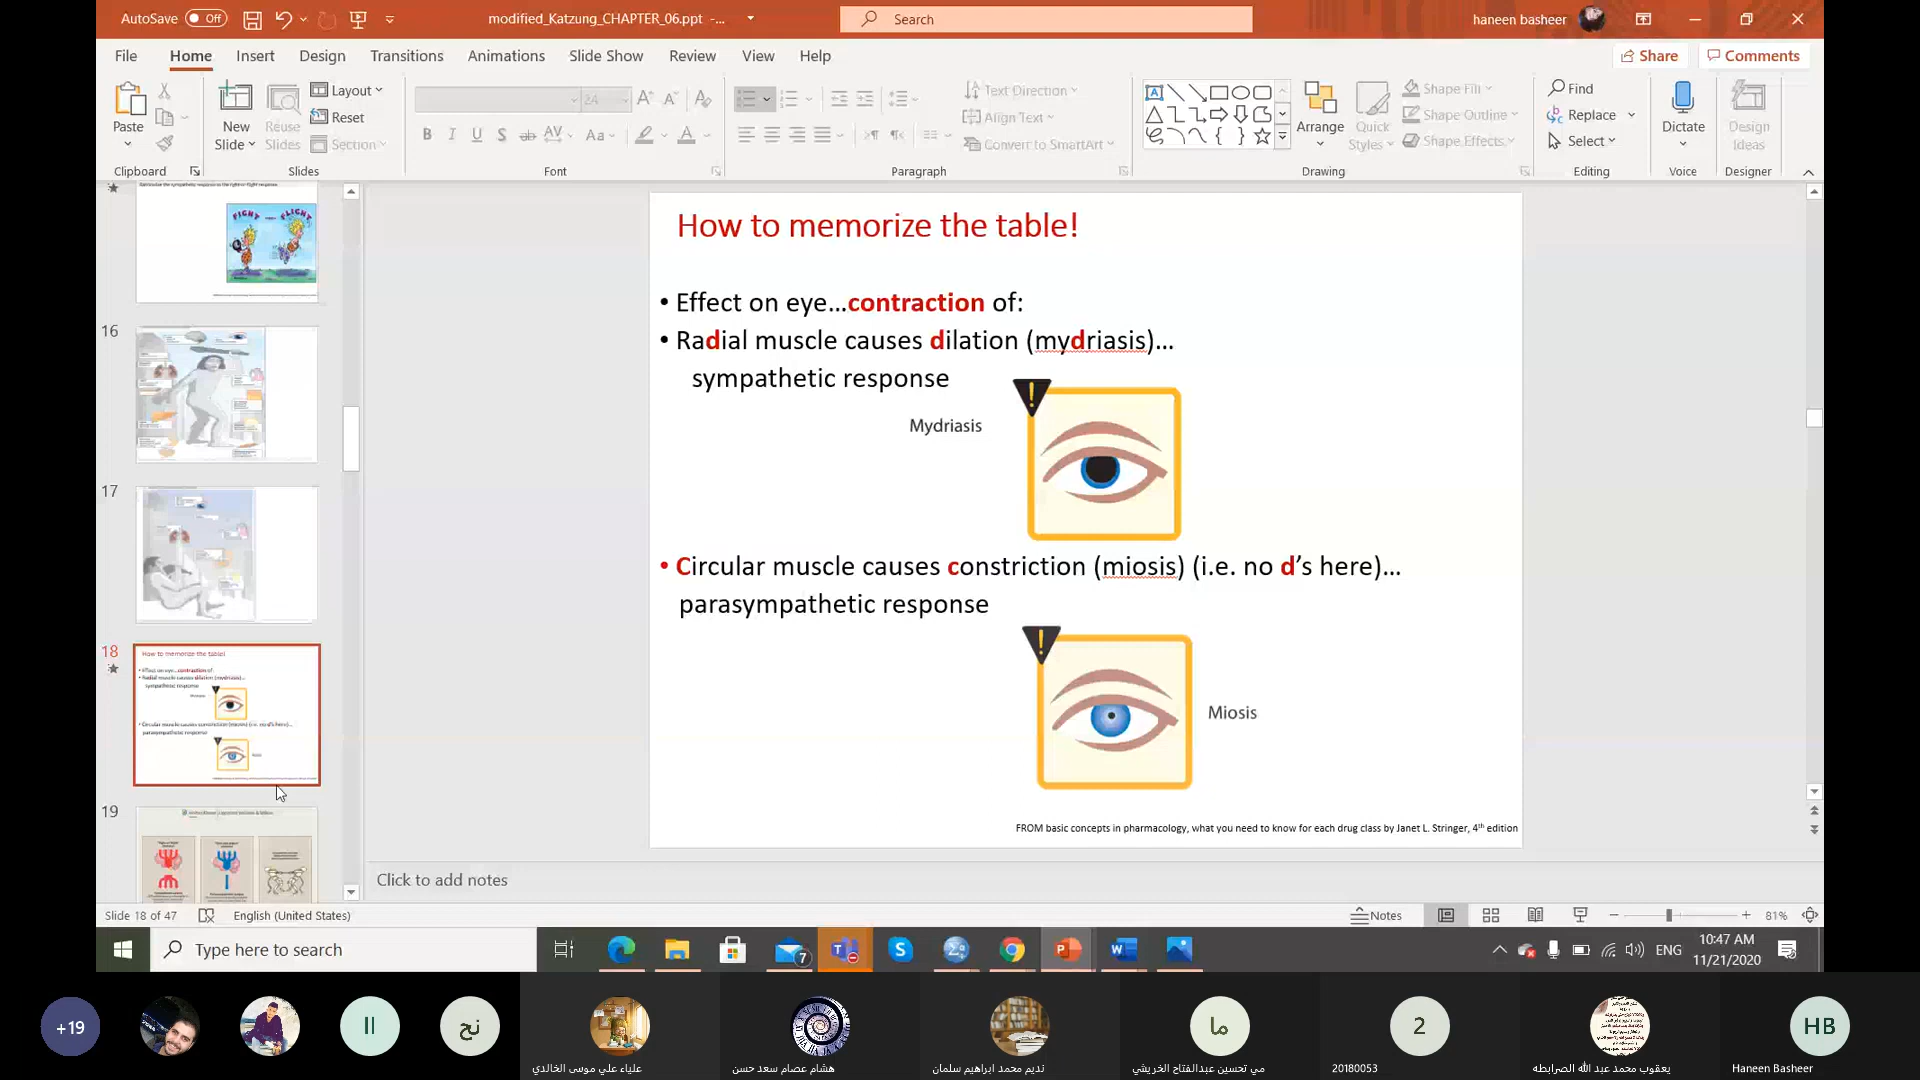 AutoSave Off modified_Katzung_CHAPTER_06.ppt -... Search haneen basheer
File Home Insert Design Transitions Animations Slide Show Review View Help Share Comments
Paste New Slide Reuse Slides Layout Reset Section 24 Text Direction Align Text Convert to SmartArt Arrange Quick Styles Shape Fill Shape Outline Shape Effects Find Replace Select Dictate Design Ideas
Clipboard Slides Font Paragraph Drawing Editing Voice Designer
FIGHT FLIGHT
16
17
18
19
How to memorize the table!
• Effect on eye...contraction of:
• Radial muscle causes dilation (mydriasis)...
sympathetic response
Mydriasis
• Circular muscle causes constriction (miosis) (i.e. no d’s here)...
parasympathetic response
Miosis
FROM basic concepts in pharmacology, what you need to know for each drug class by Janet L. Stringer, 4th edition
Click to add notes
Slide 18 of 47 English (United States) Notes 81%
Type here to search 7 ENG 10:47 AM
11/21/2020
+19 II نح ما 2 HB
علياء علي موسى الخالدي هشام عصام سعد حسن نديم محمد ابراهيم سلمان مي تحسين عبدالفتاح الخريشي 20180053 يعقوب محمد عبد الله الصرابطه Haneen Basheer